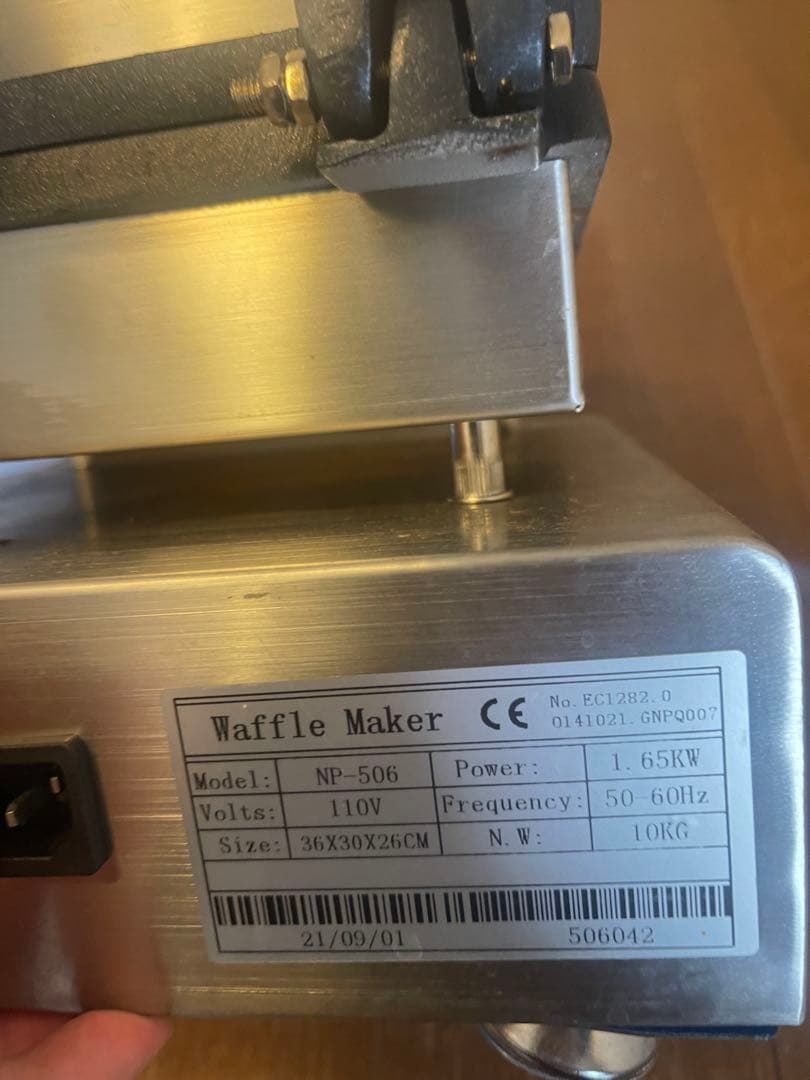 Waffle Maker CE No. EC1282.0
0141021.GNPQ007
Model: NP-506 Power: 1.65KW
Volts: 110V Frequency: 50-60Hz
Size: 36X30X26CM N.W: 10KG
21/09/01 506042